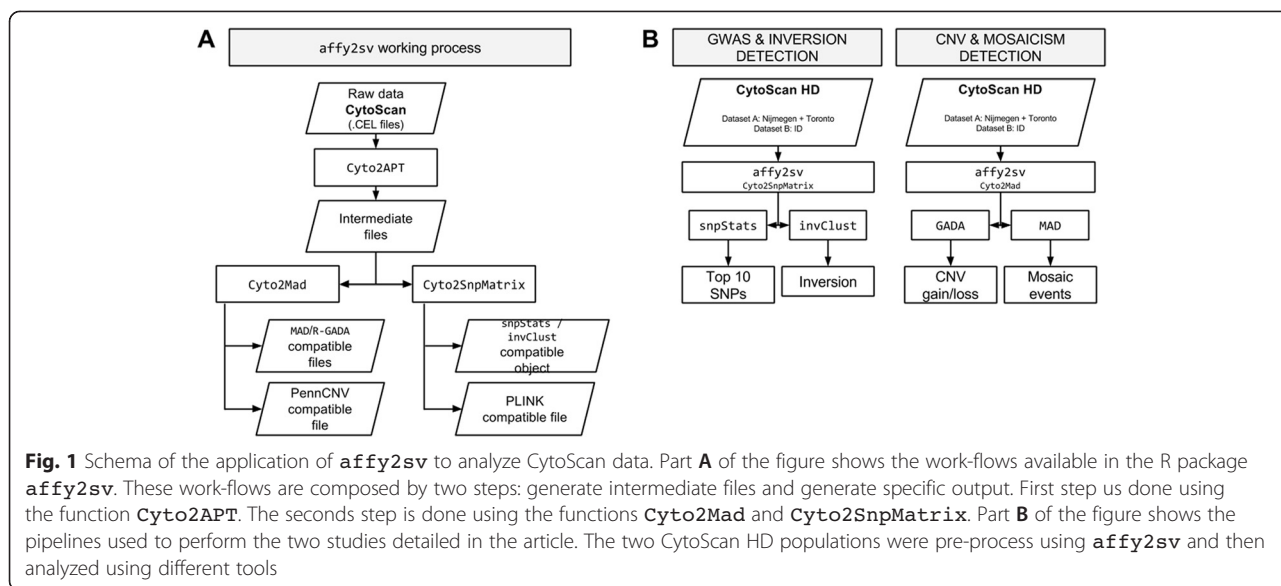 A
affy2sv working process
Raw data
CytoScan
(.CEL files)
Cyto2APT
Intermediate
files
Cyto2Mad
Cyto2SnpMatrix
MAD/R-GADA
compatible
files
snpStats /
invClust
compatible
object
PennCNV
compatible
file
PLINK
compatible file
B
GWAS & INVERSION
DETECTION
CytoScan HD
Dataset A: Nijmegen + Toronto
Dataset B: ID
affy2sv
Cyto2SnpMatrix
snpStats
invClust
Top 10
SNPs
Inversion
CNV & MOSAICISM
DETECTION
CytoScan HD
Dataset A: Nijmegen + Toronto
Dataset B: ID
affy2sv
Cyto2Mad
GADA
MAD
CNV
gain/loss
Mosaic
events
Fig. 1 Schema of the application of affy2sv to analyze CytoScan data. Part A of the figure shows the work-flows available in the R package
affy2sv. These work-flows are composed by two steps: generate intermediate files and generate specific output. First step us done using
the function Cyto2APT. The seconds step is done using the functions Cyto2Mad and Cyto2SnpMatrix. Part B of the figure shows the
pipelines used to perform the two studies detailed in the article. The two CytoScan HD populations were pre-process using affy2sv and then
analyzed using different tools